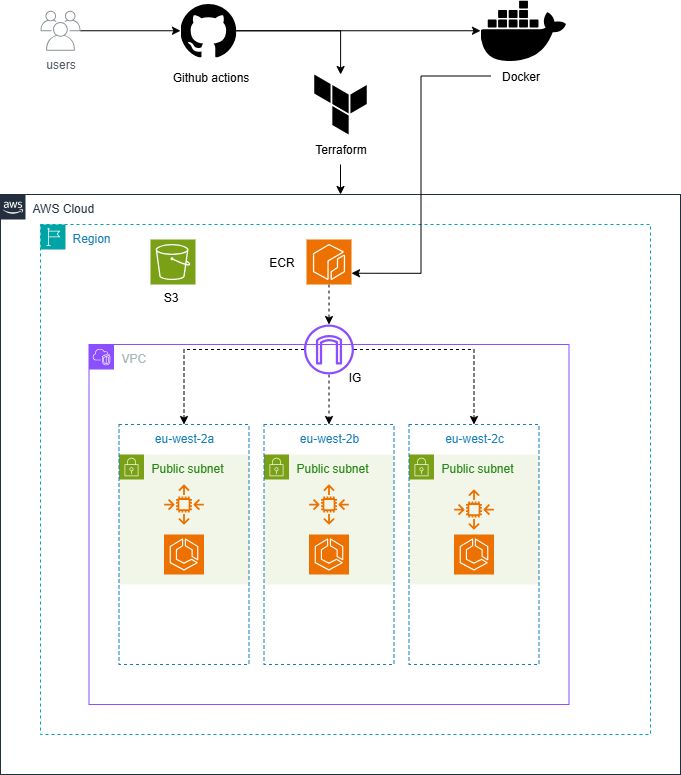 users
Github actions
Docker
Terraform
aws
AWS Cloud
Region
ECR
S3
VPC
IG
eu-west-2a
eu-west-2b
eu-west-2c
Public subnet
Public subnet
Public subnet